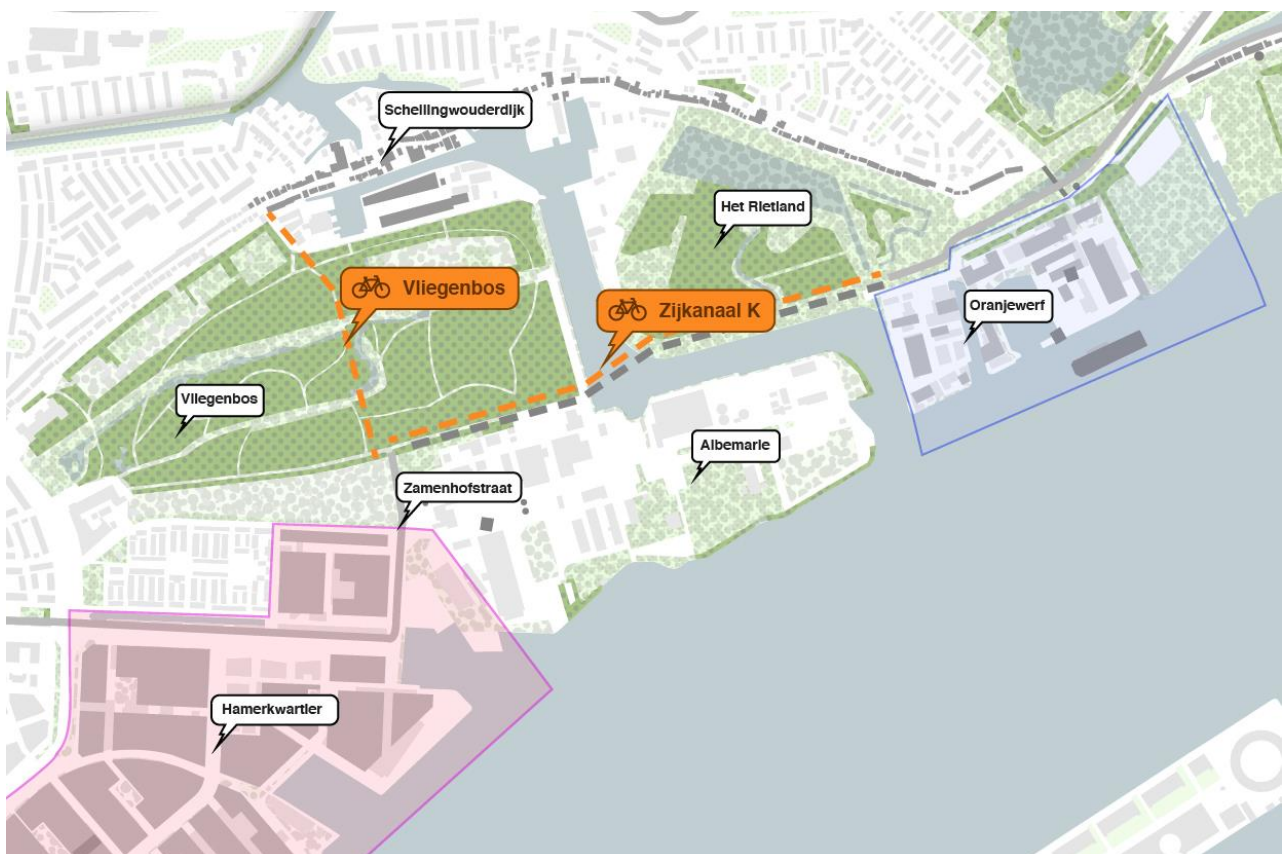 Schellingwouderdijk
Het Rietland
Vliegenbos
Zijkanaal K
Oranjewerf
Vliegenbos
Albemarle
Zamenhofstraat
Hamerkwartier